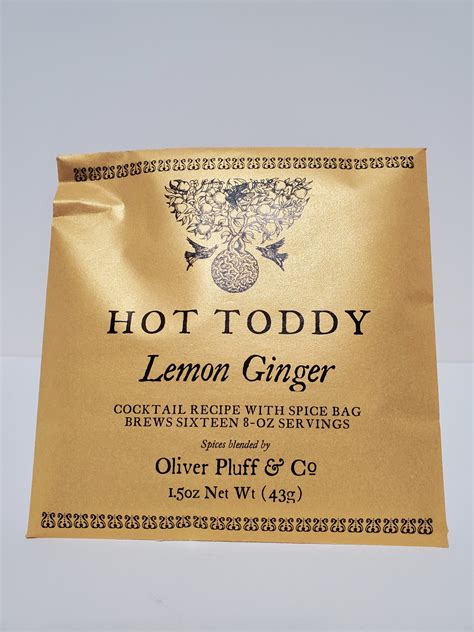 HOT TODDY
Lemon Ginger
COCKTAIL RECIPE WITH SPICE BAG
BREWS SIXTEEN 8-OZ SERVINGS
Spices blended by
Oliver Pluff & Co
1.5oz Net Wt (43g)